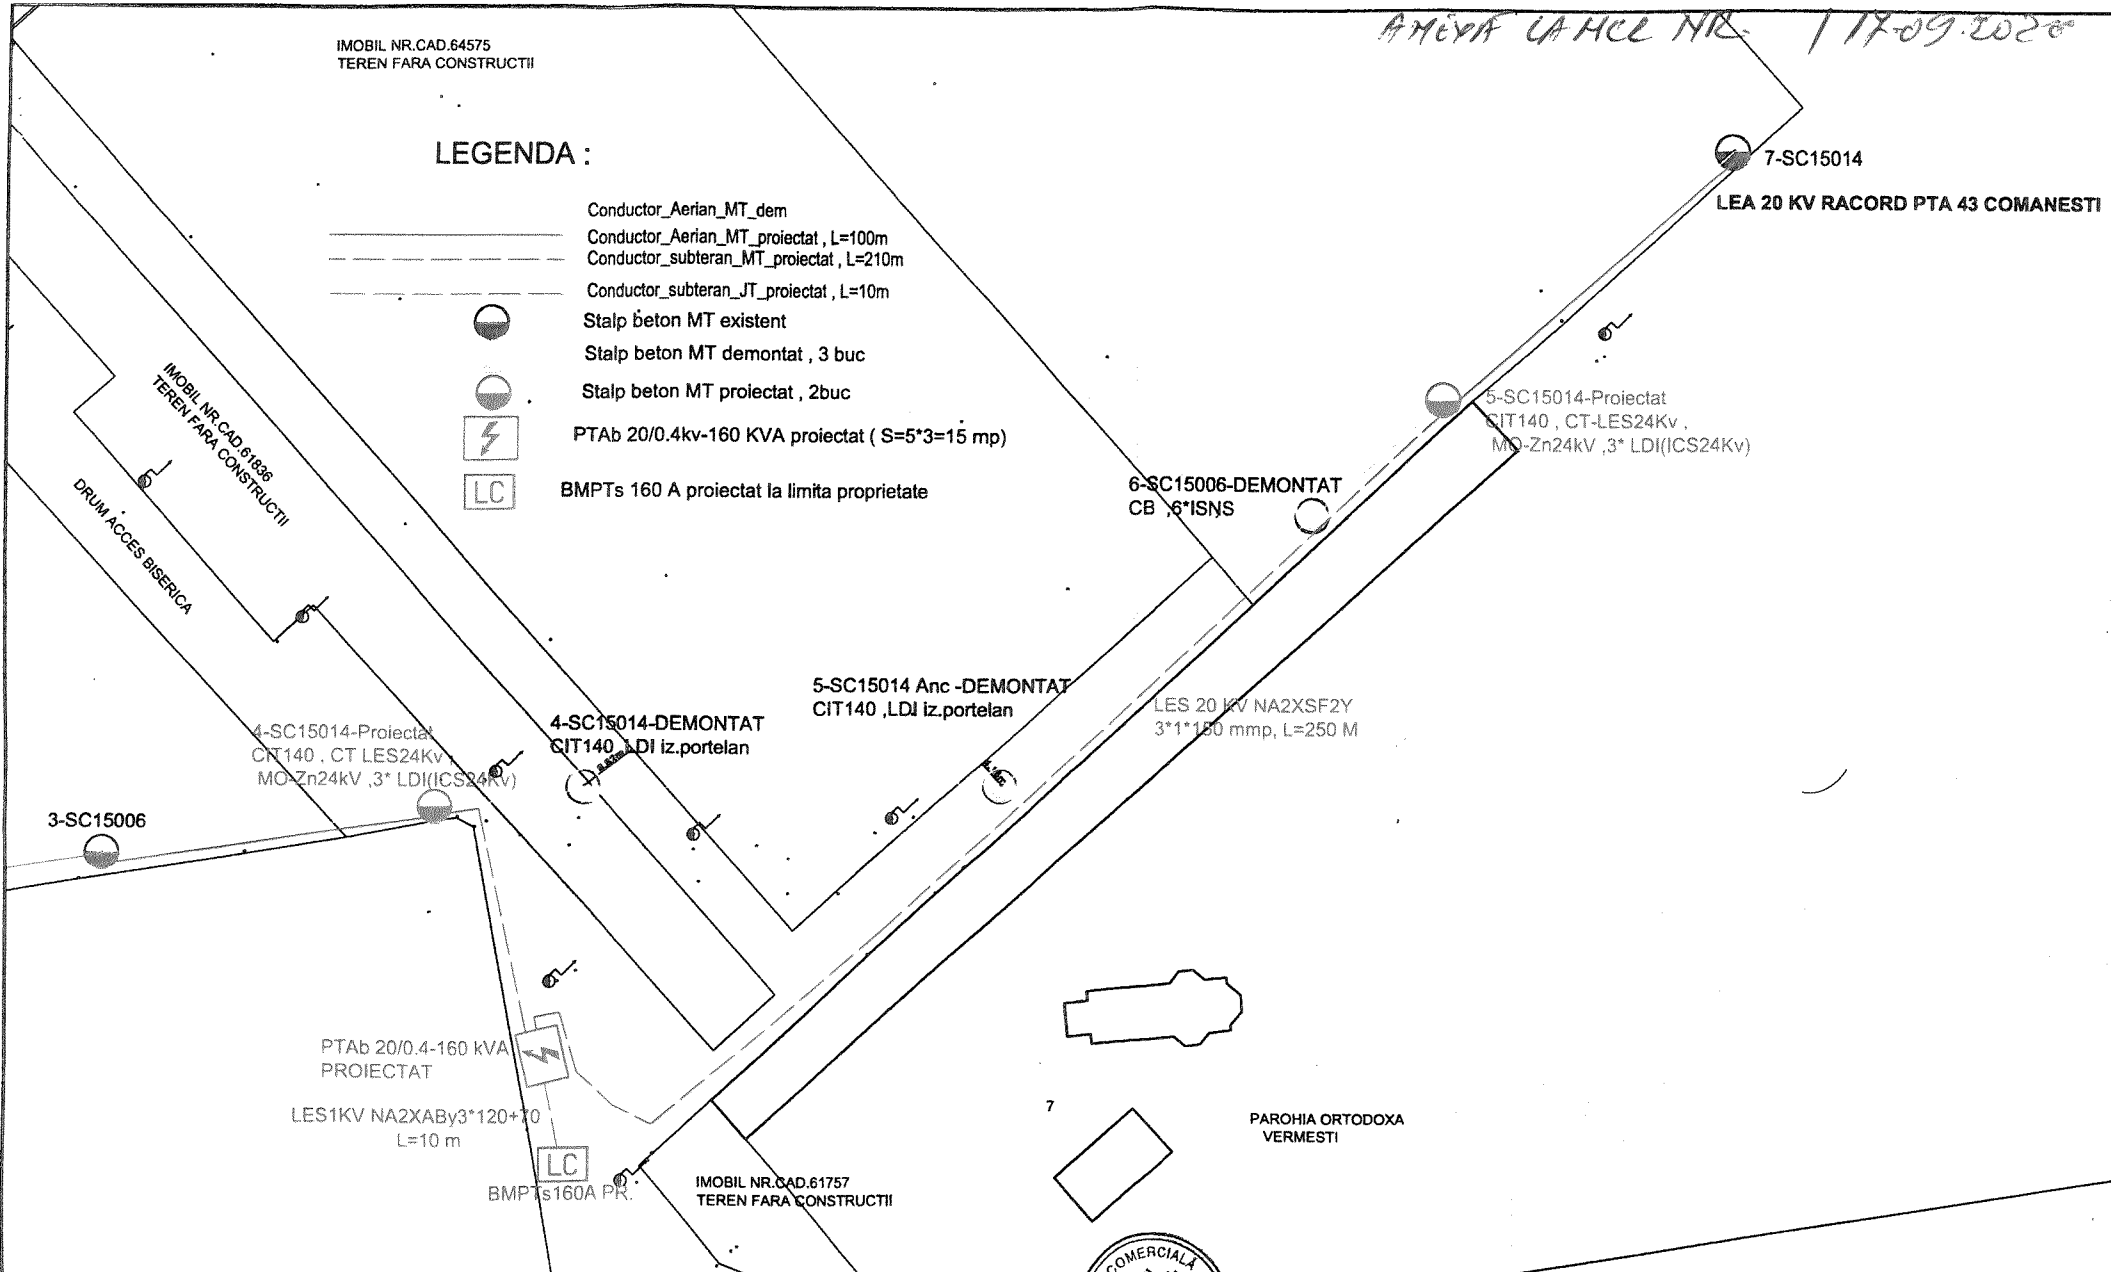 ANEXA LA HCL NR. / 17.09.2020
IMOBIL NR.CAD.64575
TEREN FARA CONSTRUCTII
LEGENDA :
Conductor_Aerian_MT_dem
Conductor_Aerian_MT_proiectat , L=100m
Conductor_subteran_MT_proiectat , L=210m
Conductor_subteran_JT_proiectat , L=10m
Stalp beton MT existent
Stalp beton MT demontat , 3 buc
Stalp beton MT proiectat , 2buc
PTAb 20/0.4kv-160 KVA proiectat ( S=5*3=15 mp)
LC
BMPTs 160 A proiectat la limita proprietate
7-SC15014
LEA 20 KV RACORD PTA 43 COMANESTI
5-SC15014-Proiectat
CIT140 , CT-LES24Kv ,
MO-Zn24kV ,3* LDI(ICS24Kv)
6-SC15006-DEMONTAT
CB ,6*ISNS
IMOBIL NR.CAD.61836
TEREN FARA CONSTRUCTII
DRUM ACCES BISERICA
5-SC15014 Anc -DEMONTAT
CIT140 ,LDI iz.portelan
4-SC15014-DEMONTAT
CIT140 ,LDI iz.portelan
4-SC15014-Proiectat
CIT140 , CT LES24Kv ,
MO-Zn24kV ,3* LDI(ICS24Kv)
LES 20 KV NA2XSF2Y
3*1*150 mmp, L=250 M
3-SC15006
PTAb 20/0.4-160 kVA
PROIECTAT
LES1KV NA2XABy3*120+70
L=10 m
LC
BMPTs160A PR.
IMOBIL NR.CAD.61757
TEREN FARA CONSTRUCTII
7
PAROHIA ORTODOXA
VERMESTI
COMERCIALĂ